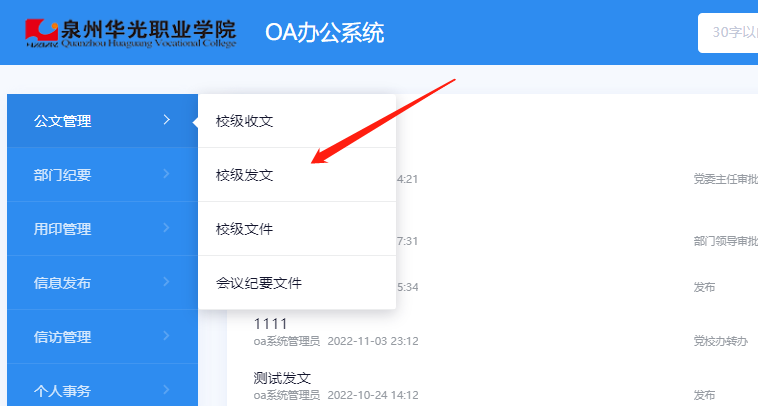 泉州华光职业学院
Quanzhou Huaguang Vocational College
OA办公系统
30字以
公文管理
部门纪要
用印管理
信息发布
信访管理
个人事务
校级收文
校级发文
校级文件
会议纪要文件
4:21
党委主任审批
7:31
部门领导审批
5:34
发布
1111
oa系统管理员 2022-11-03 23:12
党校办转办
测试发文
oa系统管理员 2022-10-24 14:12
发布